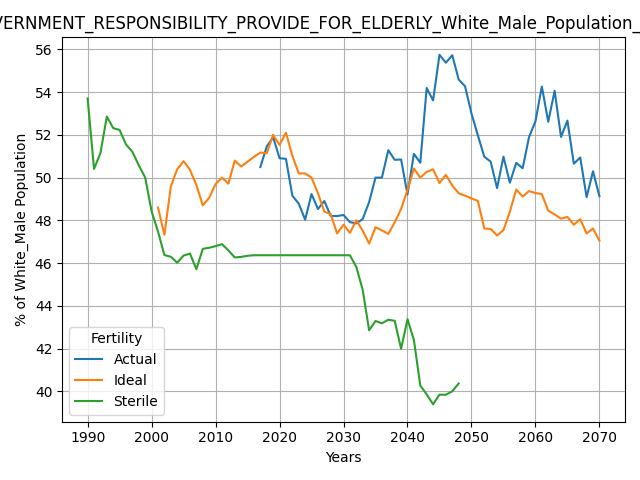 VERNMENT_RESPONSIBILITY_PROVIDE_FOR_ELDERLY_White_Male_Population_
56
54
52
50
48
46
44
42
40
% of White_Male Population
Fertility
Actual
Ideal
Sterile
1990 2000 2010 2020 2030 2040 2050 2060 2070
Years